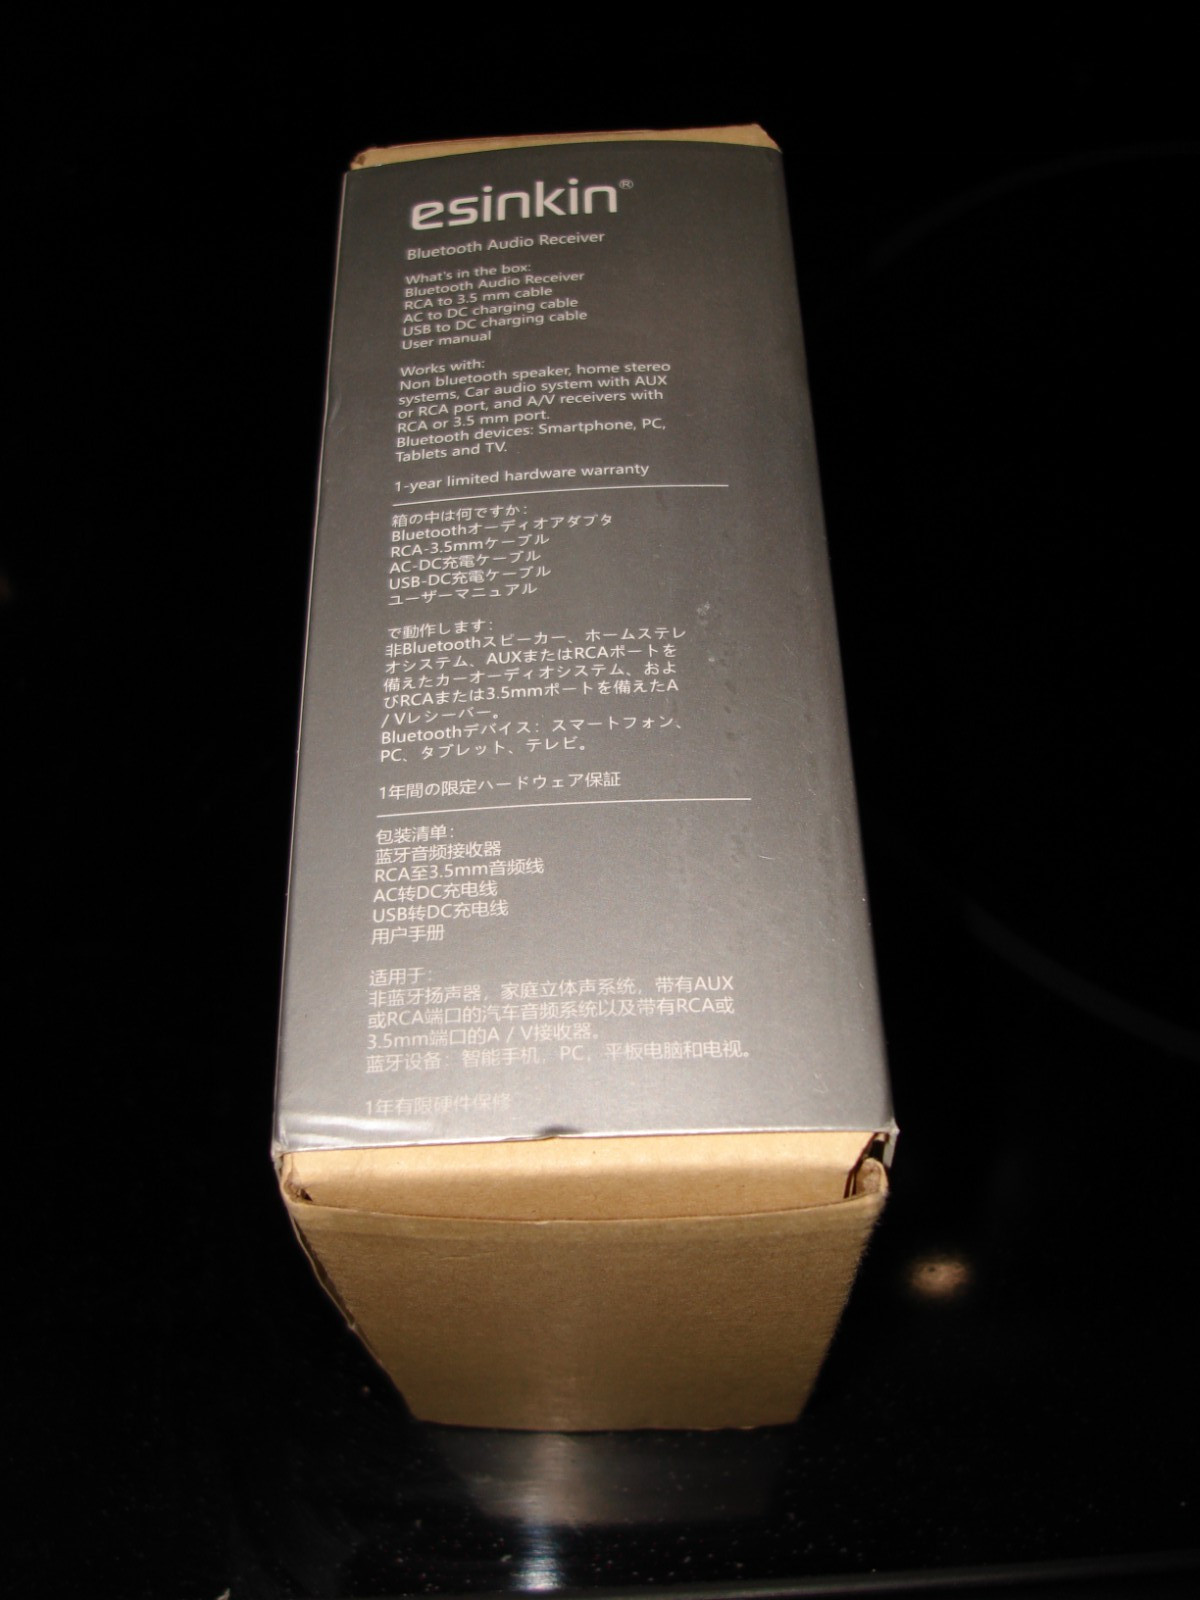 esinkin®
Bluetooth Audio Receiver
What's in the box:
Bluetooth Audio Receiver
RCA to 3.5 mm cable
AC to DC charging cable
USB to DC charging cable
User manual
Works with:
Non bluetooth speaker, home stereo
systems, Car audio system with AUX
or RCA port, and A/V receivers with
RCA or 3.5 mm port.
Bluetooth devices: Smartphone, PC,
Tablets and TV.
1-year limited hardware warranty
箱の中は何ですか:
Bluetoothオーディオアダプタ
RCA-3.5mmケーブル
AC-DC充電ケーブル
USB-DC充電ケーブル
ユーザーマニュアル
で動作します:
非Bluetoothスピーカー、ホームステレ
オシステム、AUXまたはRCAポートを
備えたカーオーディオシステム、およ
びRCAまたは3.5mmポートを備えたA
/ Vレシーバー。
Bluetoothデバイス: スマートフォン、
PC、タブレット、テレビ。
1年間の限定ハードウェア保証
包装清单:
蓝牙音频接收器
RCA至3.5mm音频线
AC转DC充电线
USB转DC充电线
用户手册
适用于:
非蓝牙扬声器，家庭立体声系统，带有AUX
或RCA端口的汽车音频系统以及带有RCA或
3.5mm端口的A / V接收器。
蓝牙设备：智能手机，PC，平板电脑和电视。
1年有限硬件保修